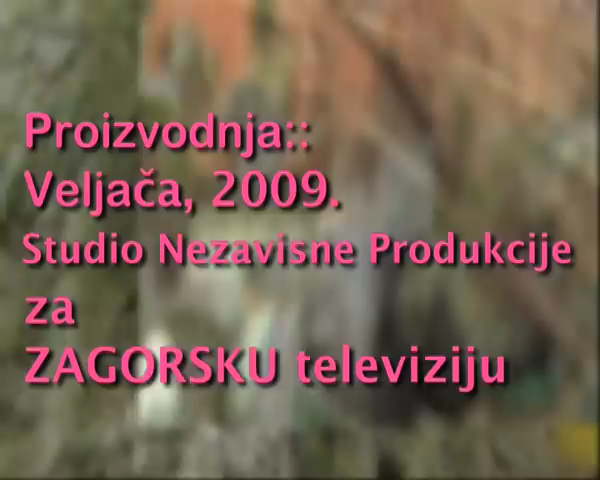 Proizvodnja::
Veljača, 2009.
Studio Nezavisne Produkcije
za
ZAGORSKU televiziju